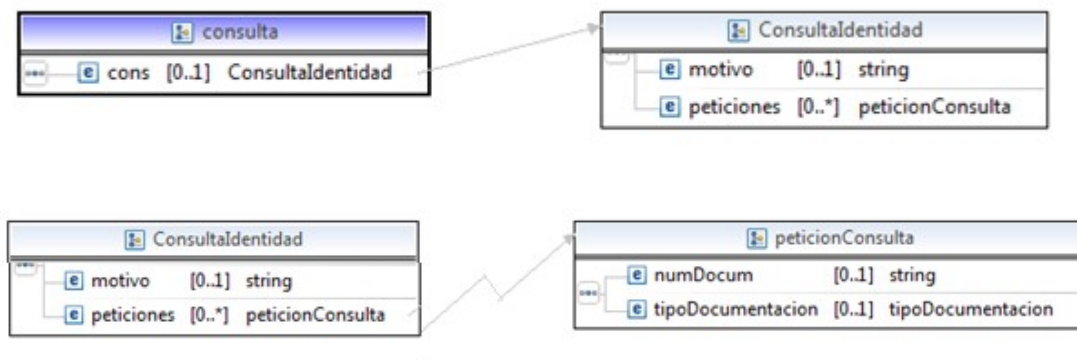 consulta
cons [0..1] ConsultaIdentidad
ConsultaIdentidad
motivo [0..1] string
peticiones [0..*] peticionConsulta
ConsultaIdentidad
motivo [0..1] string
peticiones [0..*] peticionConsulta
peticionConsulta
numDocum [0..1] string
tipoDocumentacion [0..1] tipoDocumentacion